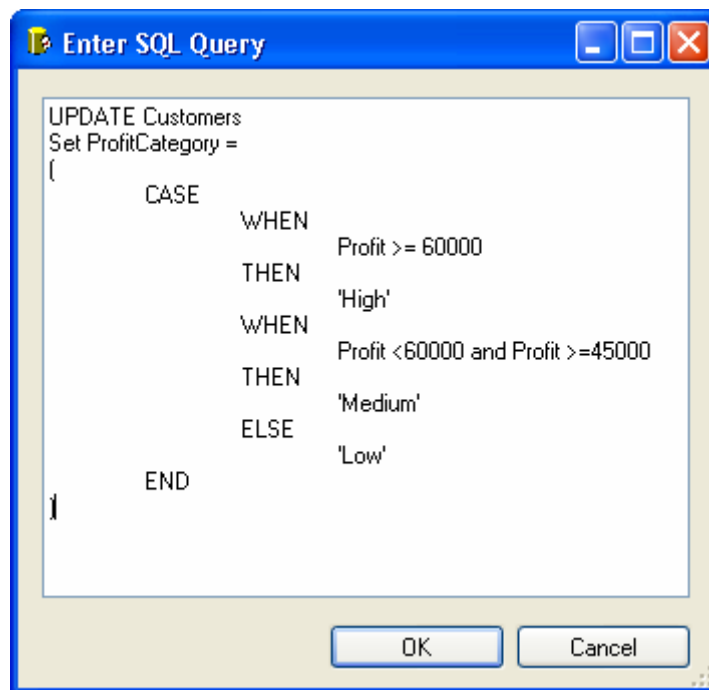 Enter SQL Query
UPDATE Customers
Set ProfitCategory =
(
CASE
WHEN
Profit >= 60000
THEN
'High'
WHEN
Profit <60000 and Profit >=45000
THEN
'Medium'
ELSE
'Low'
END
)
OK Cancel